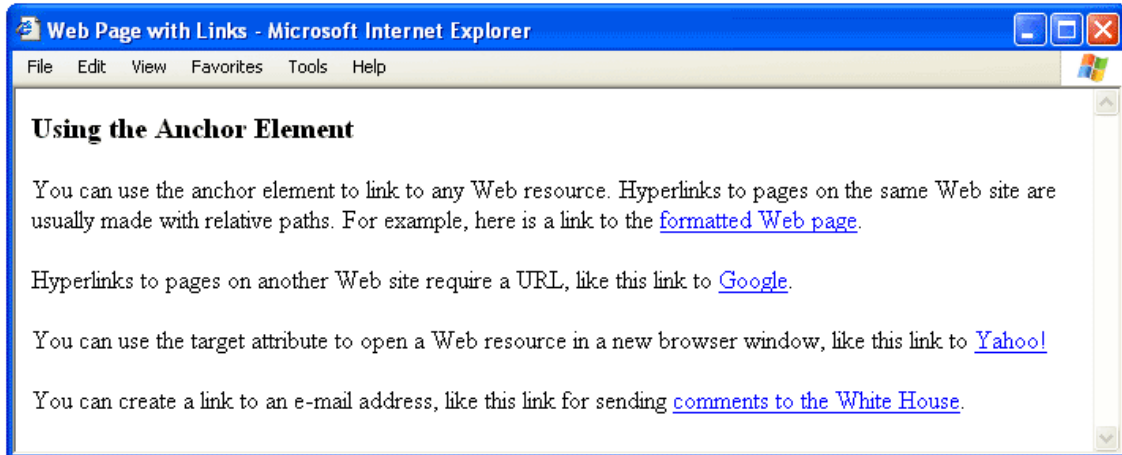 Web Page with Links - Microsoft Internet Explorer
File Edit View Favorites Tools Help
Using the Anchor Element
You can use the anchor element to link to any Web resource. Hyperlinks to pages on the same Web site are
usually made with relative paths. For example, here is a link to the formatted Web page.
Hyperlinks to pages on another Web site require a URL, like this link to Google.
You can use the target attribute to open a Web resource in a new browser window, like this link to Yahoo!
You can create a link to an e-mail address, like this link for sending comments to the White House.